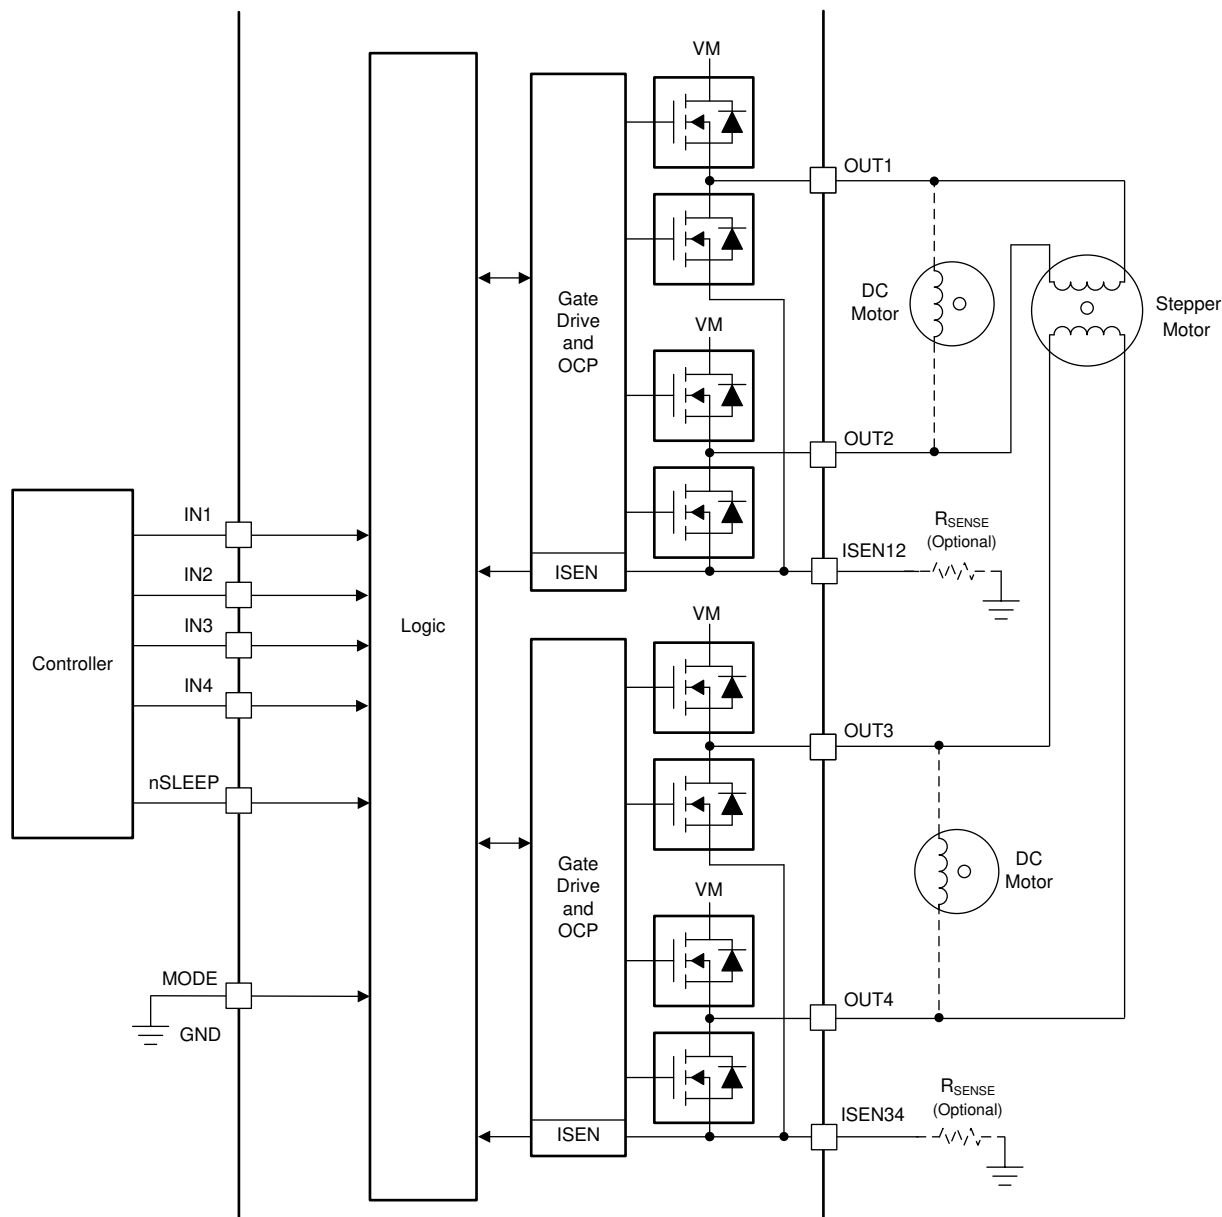 VM
OUT1
DC
Motor
Stepper
Motor
Gate
Drive
and
OCP
VM
OUT2
IN1
RSENSE
(Optional)
ISEN12
ISEN
IN2
VM
IN3
Logic
Controller
IN4
OUT3
nSLEEP
Gate
Drive
and
OCP
DC
Motor
VM
MODE
GND
OUT4
RSENSE
(Optional)
ISEN34
ISEN